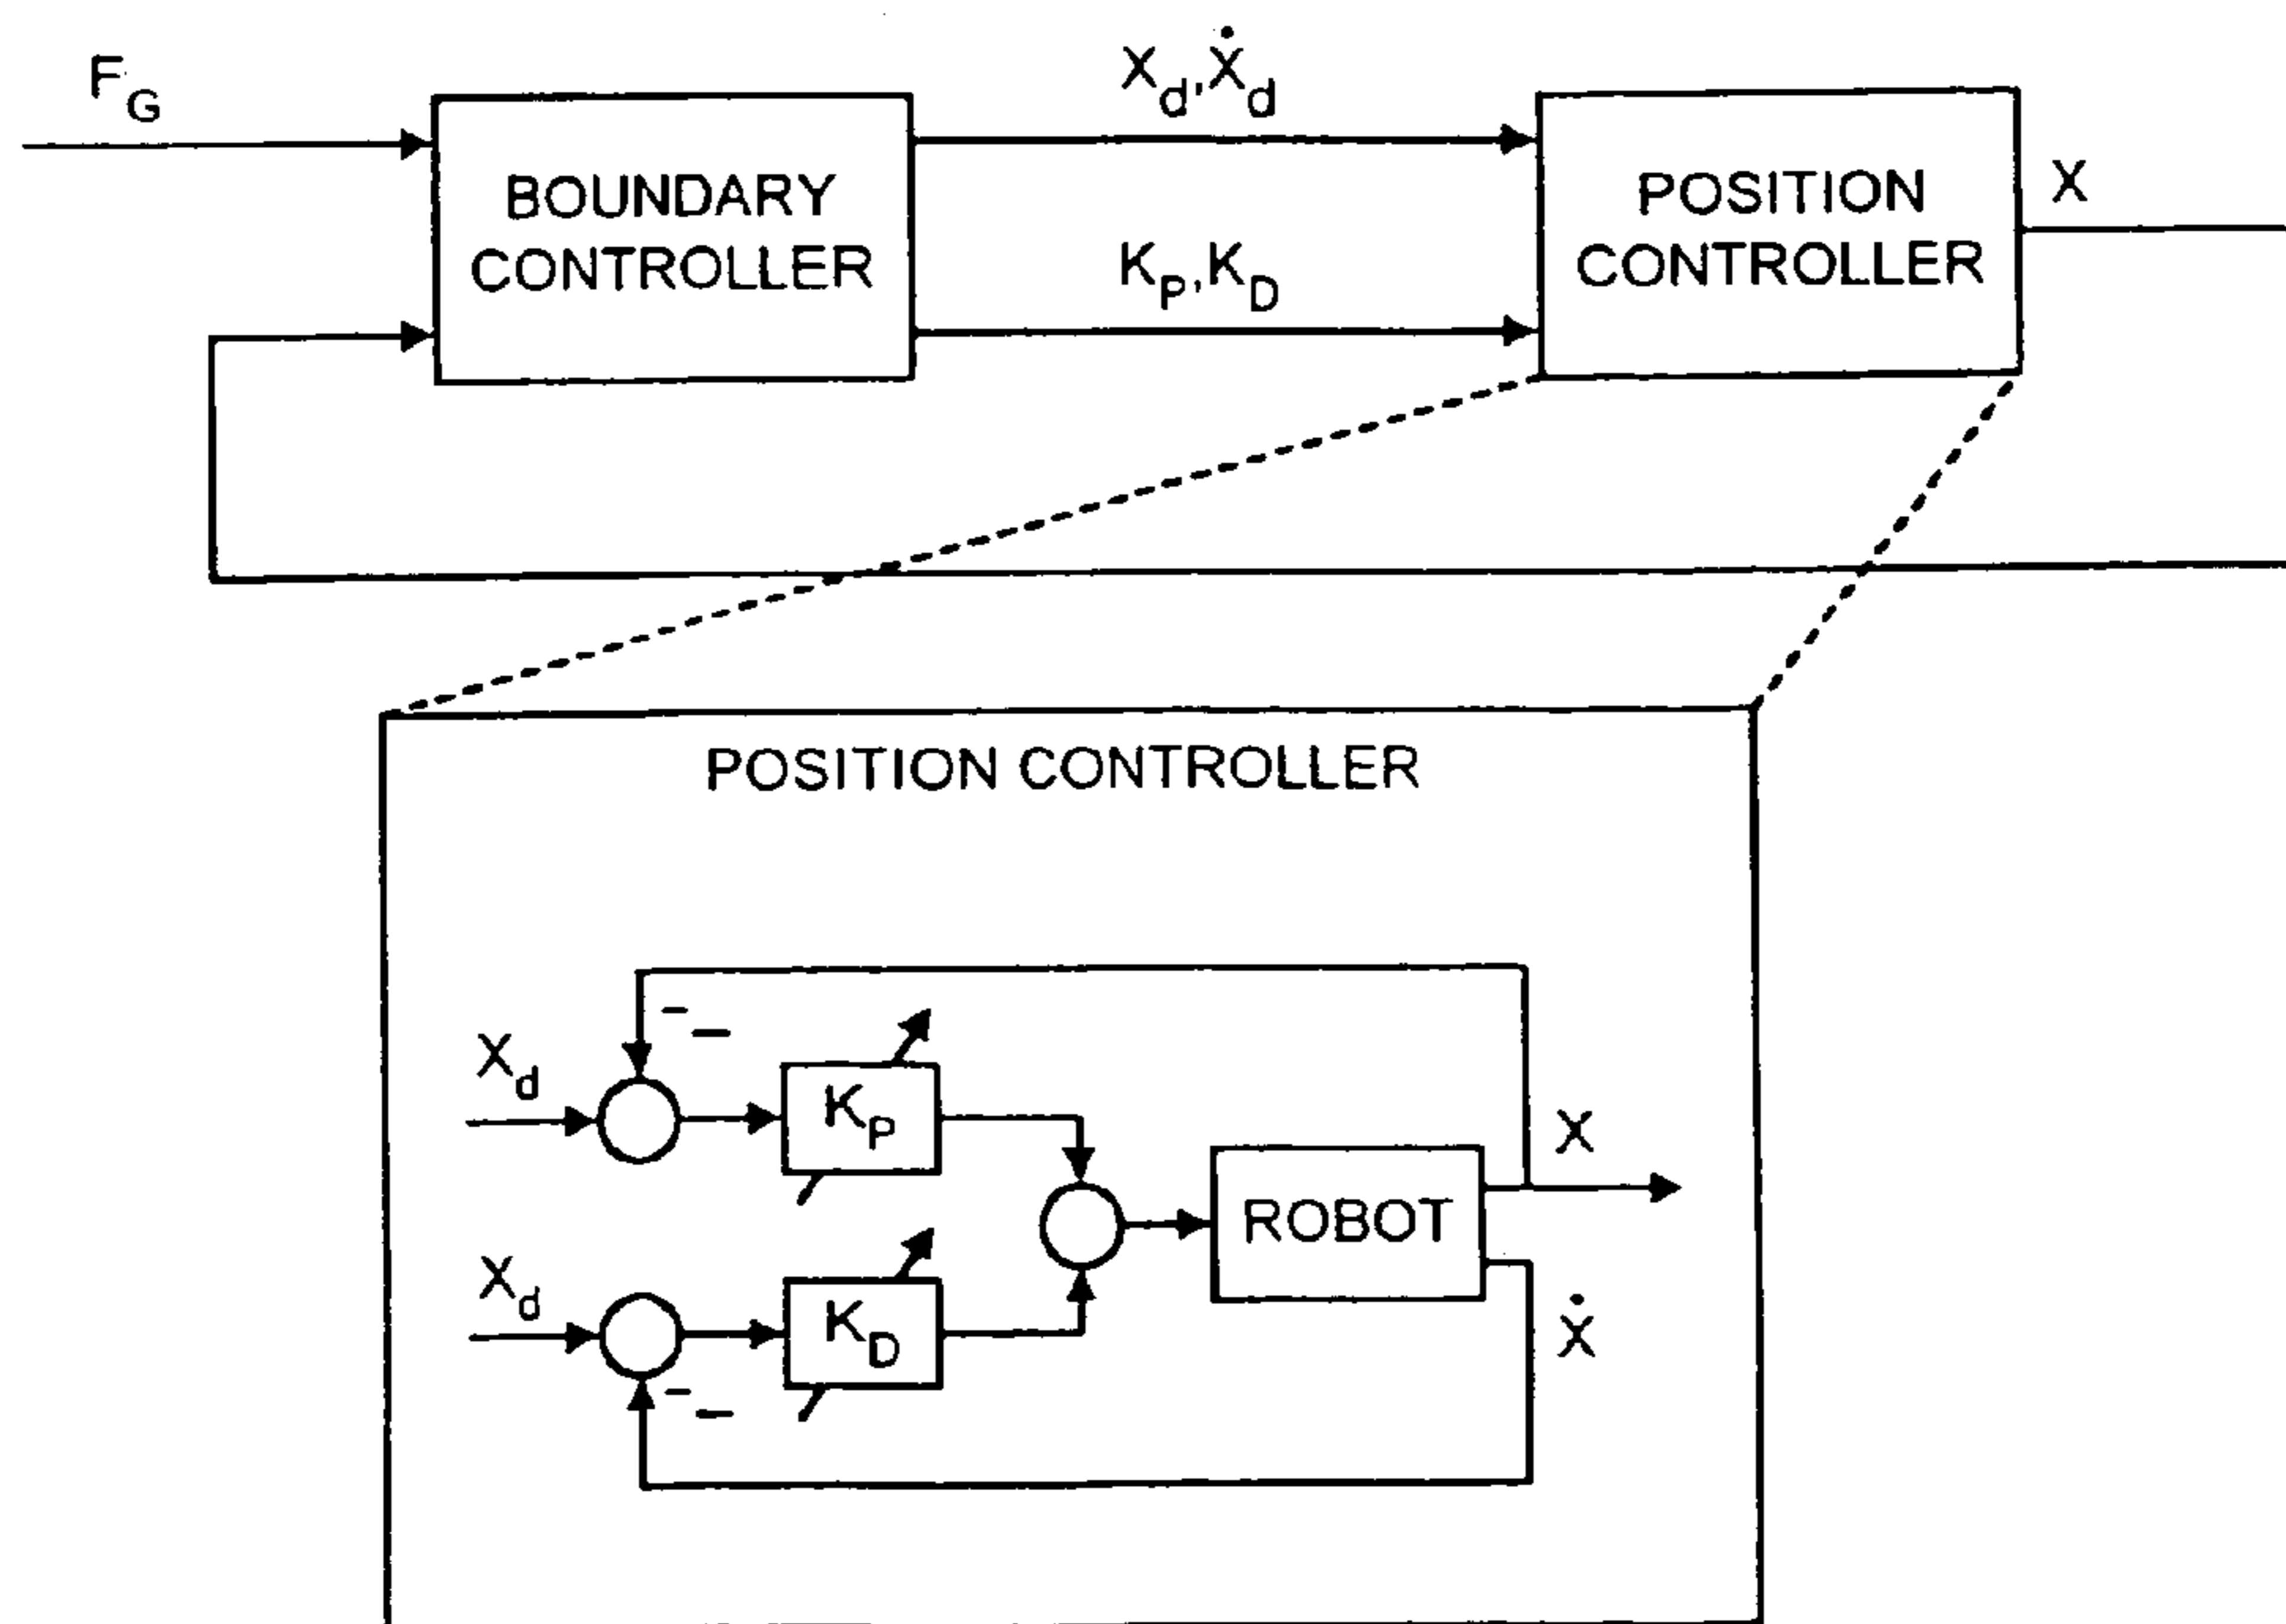 F_G
X_d, Ẋ_d
BOUNDARY
CONTROLLER
K_P, K_D
POSITION
CONTROLLER
X
POSITION CONTROLLER
X_d
K_P
X
ROBOT
X_d
K_D
Ẋ